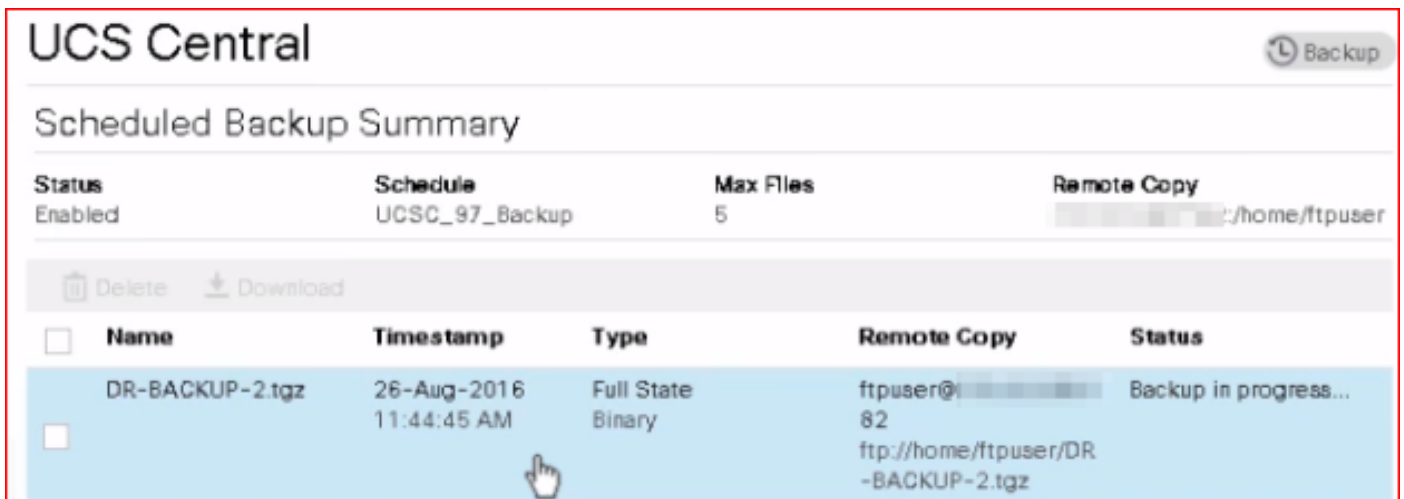 UCS Central
Backup
Scheduled Backup Summary
Status Schedule Max Files Remote Copy
Enabled UCSC_97_Backup 5 :/home/ftpuser
Delete Download
Name Timestamp Type Remote Copy Status
DR-BACKUP-2.tgz 26-Aug-2016 Full State ftpuser@ Backup in progress...
11:44:45 AM Binary 82
ftp://home/ftpuser/DR
-BACKUP-2.tgz